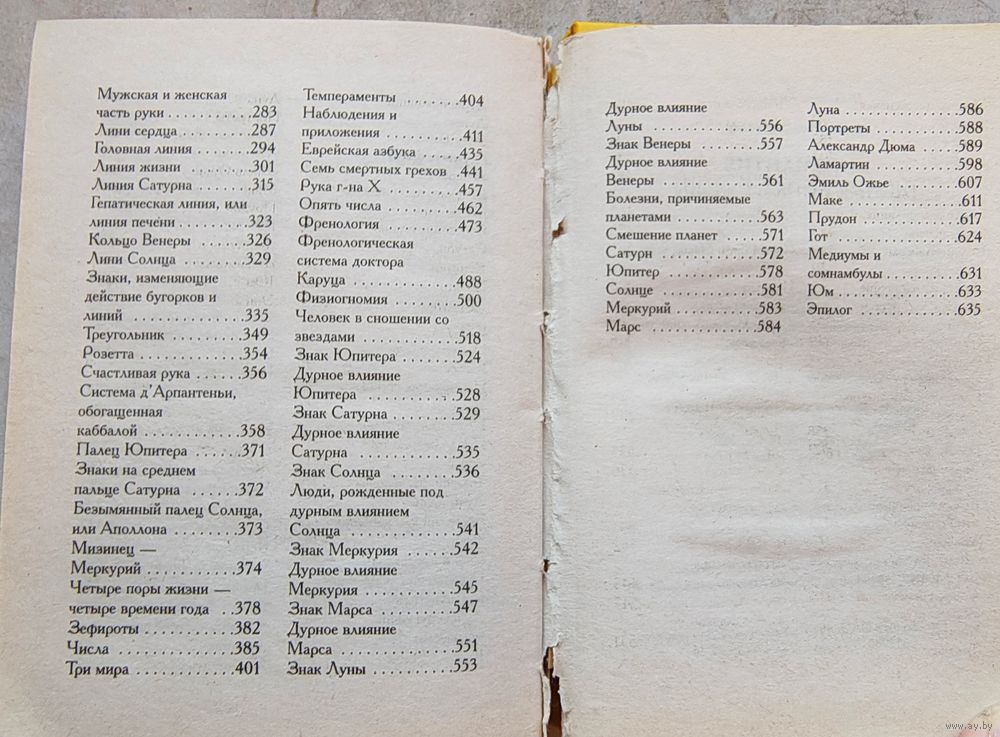 Мужская и женская
часть руки . . . . . . . . . . .283
Лини сердца . . . . . . . . .287
Головная линия . . . . . . .294
Линия жизни . . . . . . . .301
Линия Сатурна . . . . . . .315
Гепатическая линия, или
линия печени . . . . . . . .323
Кольцо Венеры . . . . . .326
Лини Солнца . . . . . . . .329
Знаки, изменяющие
действие бугорков и
линий . . . . . . . . . . . . .335
Треугольник . . . . . . . . .349
Розетта . . . . . . . . . . . . .354
Счастливая рука . . . . . .356
Система д'Арпантеньи,
обогащенная
каббалой . . . . . . . . . . .358
Палец Юпитера . . . . . .371
Знаки на среднем
пальце Сатурна . . . . . .372
Безымянный палец Солнца,
или Аполлона . . . . . . . .373
Мизинец —
Меркурий . . . . . . . . . . .374
Четыре поры жизни —
четыре времени года . .378
Зефироты . . . . . . . . . . .382
Числа . . . . . . . . . . . . . .385
Три мира . . . . . . . . . . . .401
Темпераменты . . . . . . .404
Наблюдения и
приложения . . . . . . . . .411
Еврейская азбука . . . . .435
Семь смертных грехов .441
Рука г-на X . . . . . . . . .457
Опять числа . . . . . . . . .462
Френология . . . . . . . . .473
Френологическая
система доктора
Каруца . . . . . . . . . . . . .488
Физиогномия . . . . . . . .500
Человек в сношении со
звездами . . . . . . . . . . . .518
Знак Юпитера . . . . . . .524
Дурное влияние
Юпитера . . . . . . . . . . .528
Знак Сатурна . . . . . . . .529
Дурное влияние
Сатурна . . . . . . . . . . . .535
Знак Солнца . . . . . . . .536
Люди, рожденные под
дурным влиянием
Солнца . . . . . . . . . . . . .541
Знак Меркурия . . . . . .542
Дурное влияние
Меркурия . . . . . . . . . . .545
Знак Марса . . . . . . . . .547
Дурное влияние
Марса . . . . . . . . . . . . .551
Знак Луны . . . . . . . . . .553
Дурное влияние
Луны . . . . . . . . . . . . . .556
Знак Венеры . . . . . . . .557
Дурное влияние
Венеры . . . . . . . . . . . . .561
Болезни, причиняемые
планетами . . . . . . . . . .563
Смешение планет . . . . .571
Сатурн . . . . . . . . . . . . .572
Юпитер . . . . . . . . . . . .578
Солнце . . . . . . . . . . . . .581
Меркурий . . . . . . . . . . .583
Марс . . . . . . . . . . . . . .584
Луна . . . . . . . . . . . . . .586
Портреты . . . . . . . . . . .588
Александр Дюма . . . . .589
Ламартин . . . . . . . . . . .598
Эмиль Ожье . . . . . . . . .607
Маке . . . . . . . . . . . . . .611
Прудон . . . . . . . . . . . . .617
Гот . . . . . . . . . . . . . . .624
Медиумы и
сомнамбулы . . . . . . . . .631
Юм . . . . . . . . . . . . . . .633
Эпилог . . . . . . . . . . . . .635
www.ay.by